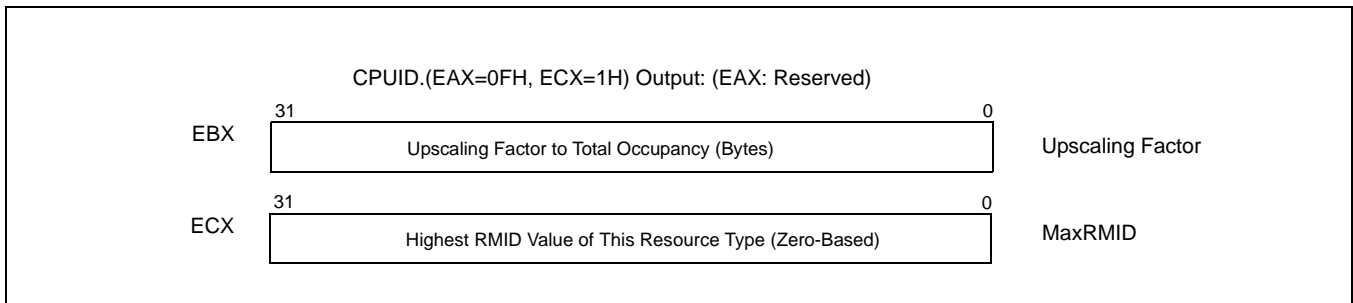 CPUID.(EAX=0FH, ECX=1H) Output: (EAX: Reserved)
31 0
EBX Upscaling Factor to Total Occupancy (Bytes) Upscaling Factor
31 0
ECX Highest RMID Value of This Resource Type (Zero-Based) MaxRMID